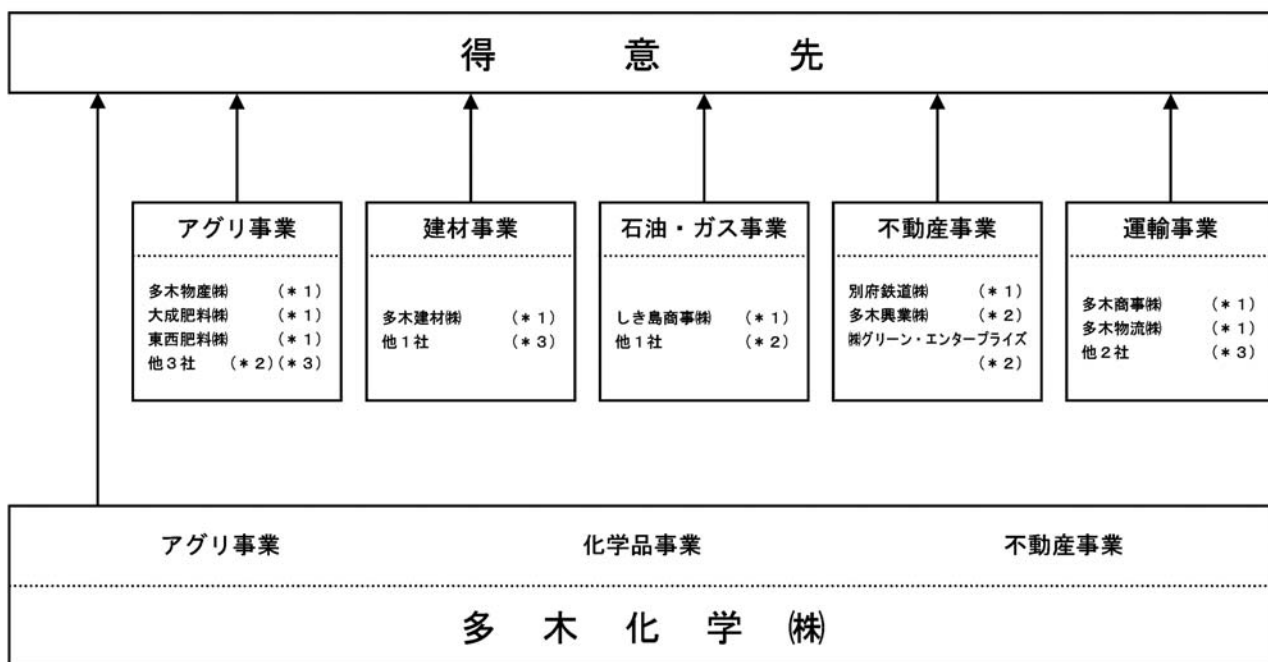 得意先
アグリ事業
多木物産㈱ (*1)
大成肥料㈱ (*1)
東西肥料㈱ (*1)
他3社 (*2)(*3)
建材事業
多木建材㈱ (*1)
他1社 (*3)
石油・ガス事業
しき島商事㈱ (*1)
他1社 (*2)
不動産事業
別府鉄道㈱ (*1)
多木興業㈱ (*2)
㈱グリーン・エンタープライズ
(*2)
運輸事業
多木商事㈱ (*1)
多木物流㈱ (*1)
他2社 (*3)
アグリ事業 化学品事業 不動産事業
多木化学㈱